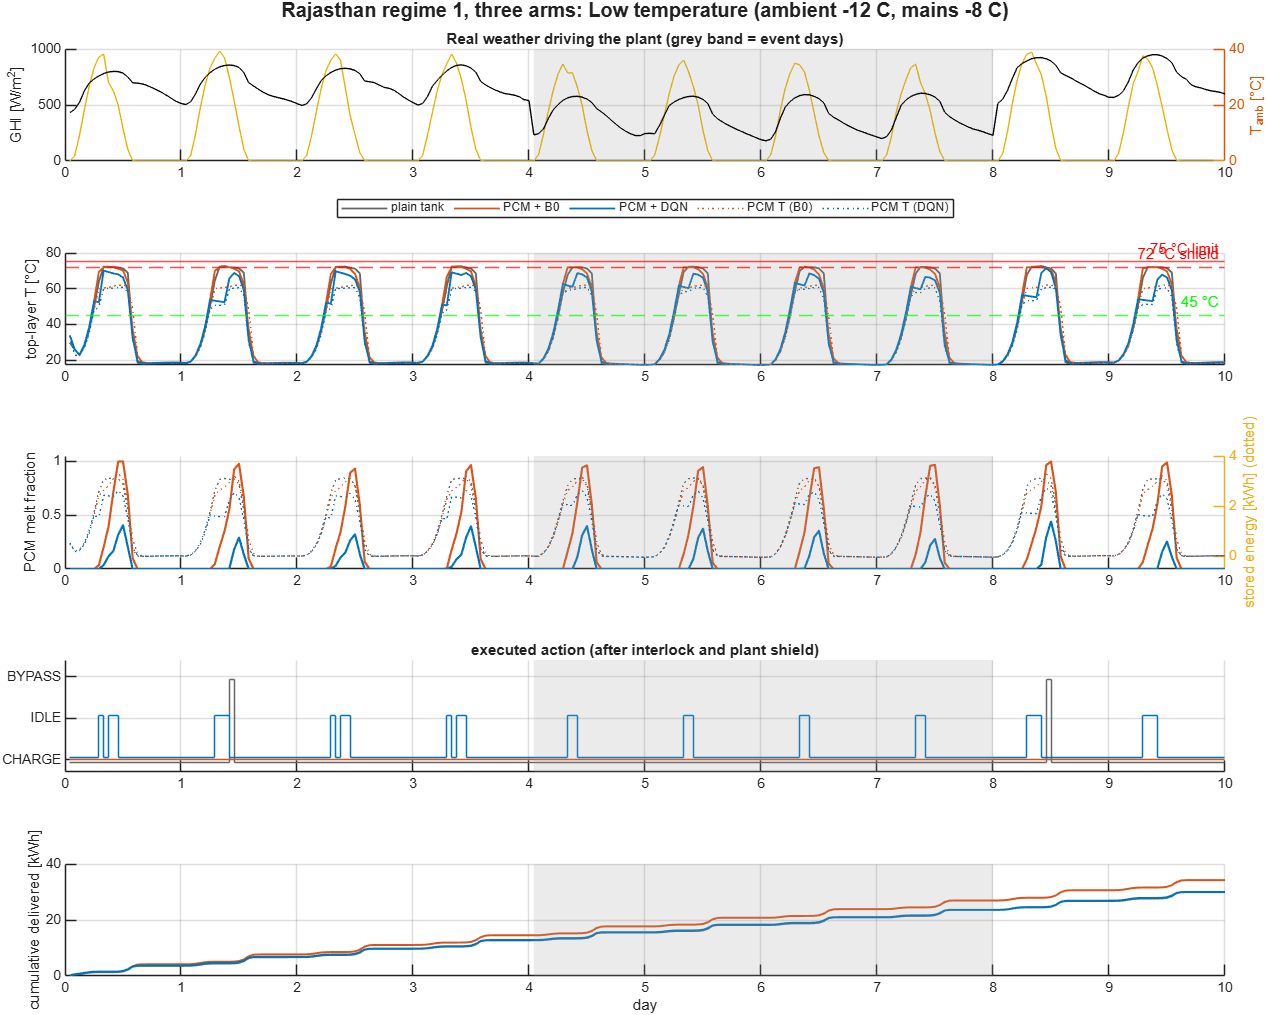 Rajasthan regime 1, three arms: Low temperature (ambient -12 C, mains -8 C)
Real weather driving the plant (grey band = event days)
GHI [W/m²]
1000
500
0
40
20
0
Tamb [°C]
0 1 2 3 4 5 6 7 8 9 10
plain tank PCM + B0 PCM + DQN PCM T (B0) PCM T (DQN)
top-layer T [°C]
80
60
40
20
75 °C limit
72 °C shield
45 °C
0 1 2 3 4 5 6 7 8 9 10
PCM melt fraction
1
0.5
0
4
2
0
stored energy [kWh] (dotted)
0 1 2 3 4 5 6 7 8 9 10
executed action (after interlock and plant shield)
BYPASS
IDLE
CHARGE
0 1 2 3 4 5 6 7 8 9 10
cumulative delivered [kWh]
40
20
0
0 1 2 3 4 5 6 7 8 9 10
day